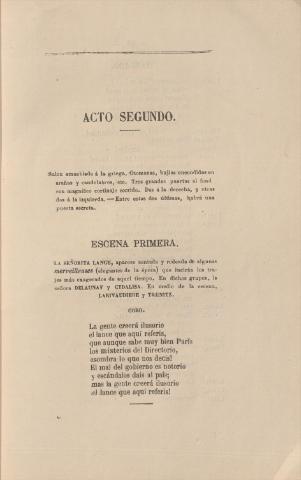 ACTO SEGUNDO.
Salon amueblado á la griega. Otomanas, bujías encendidas en
arañas y candelabros, etc. Tres grandes puertas al fondo
con magnífico cortinaje corrido. Dos á la derecha, y otras
dos á la izquierda.—Entre estas dos últimas, habrá una
puerta secreta.
ESCENA PRIMERA.
LA SEÑORITA LANGE, aparece sentada y rodeada de algunas
merveilleuses (elegantes de la época) que lucirán los tra-
jes más exagerados de aquel tiempo. En dichos grupos, la
señora DELAUNAY y CYDALISA. En medio de la escena,
LARIVAUDIERE y TRENITZ.
CORO.
La gente creerá ilusorio
el lance que aquí refería,
que aunque sabe muy bien París
los misterios del Directorio,
asombra lo que nos decía!
El mal del gobierno es notorio
y escándalos dais al país;
mas la gente creerá ilusorio
el lance que aquí refería!